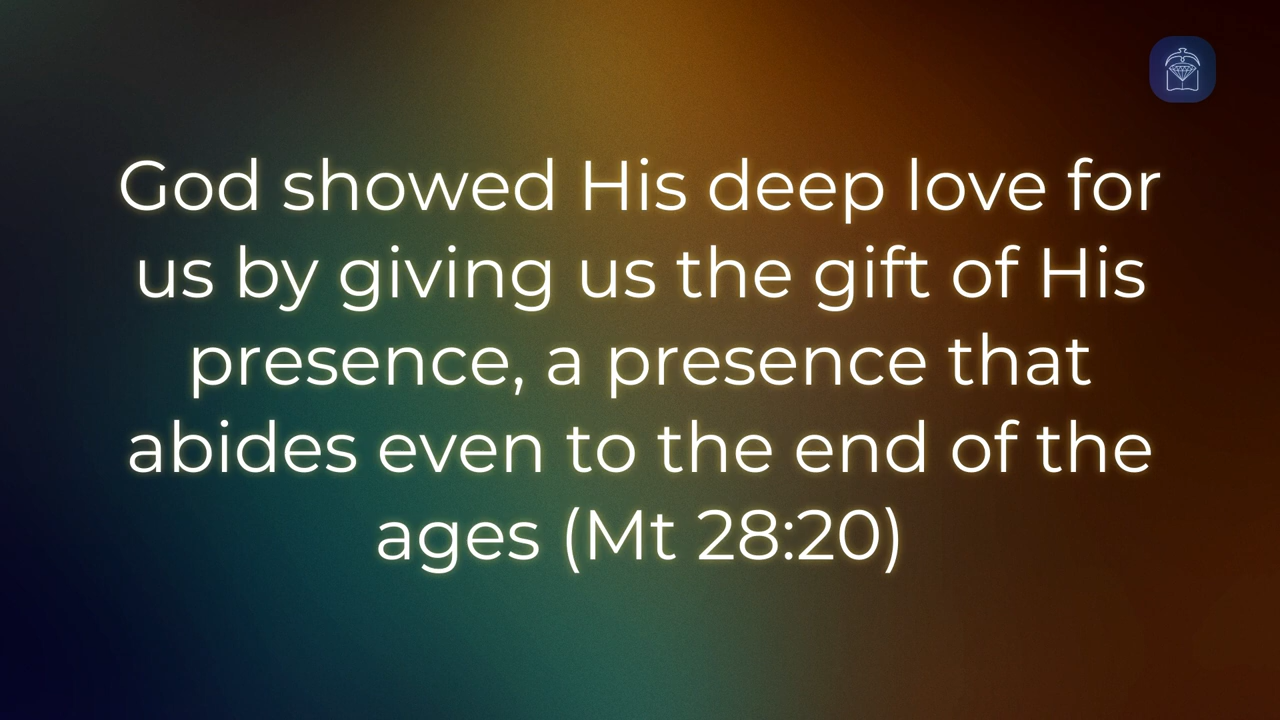 God showed His deep love for
us by giving us the gift of His
presence, a presence that
abides even to the end of the
ages (Mt 28:20)